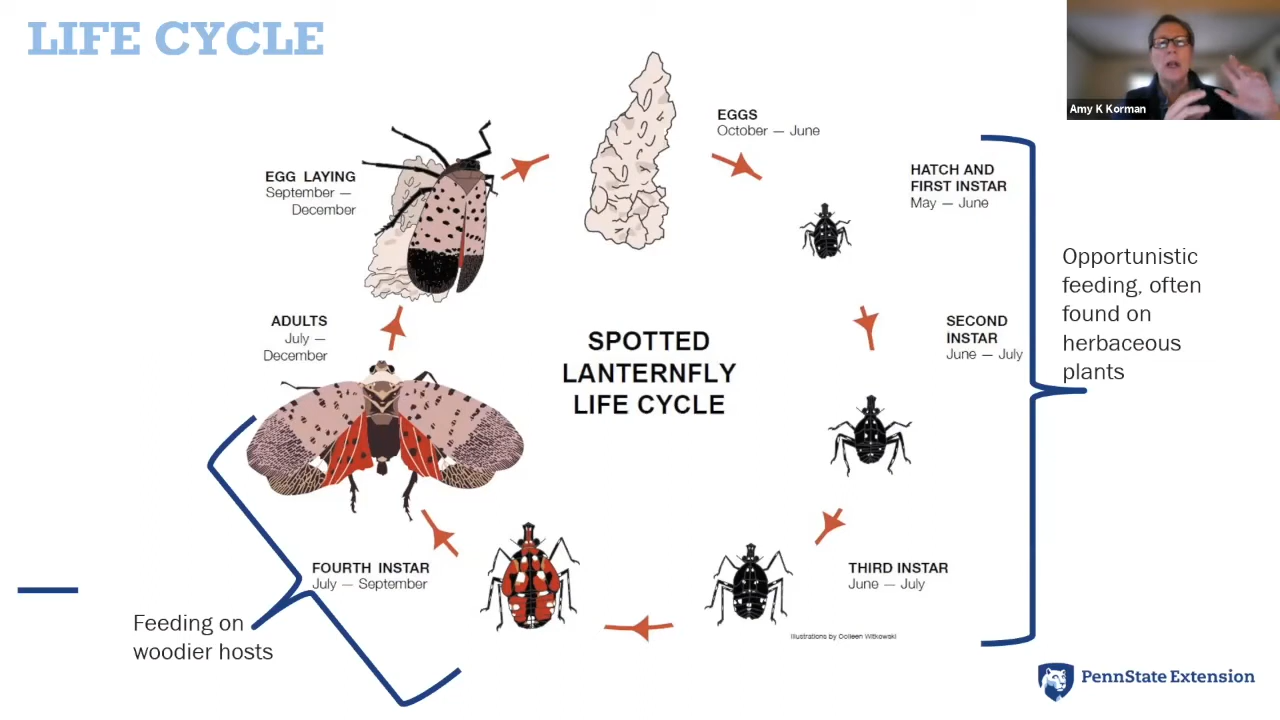 LIFE CYCLE
Amy K Korman
EGGS
October — June
HATCH AND
FIRST INSTAR
May — June
EGG LAYING
September —
December
Opportunistic
feeding, often
found on
herbaceous
plants
SECOND
INSTAR
June — July
ADULTS
July —
December
SPOTTED
LANTERNFLY
LIFE CYCLE
THIRD INSTAR
June — July
FOURTH INSTAR
July — September
Feeding on
woodier hosts
Illustrations by Colleen Witkowski
PennState Extension